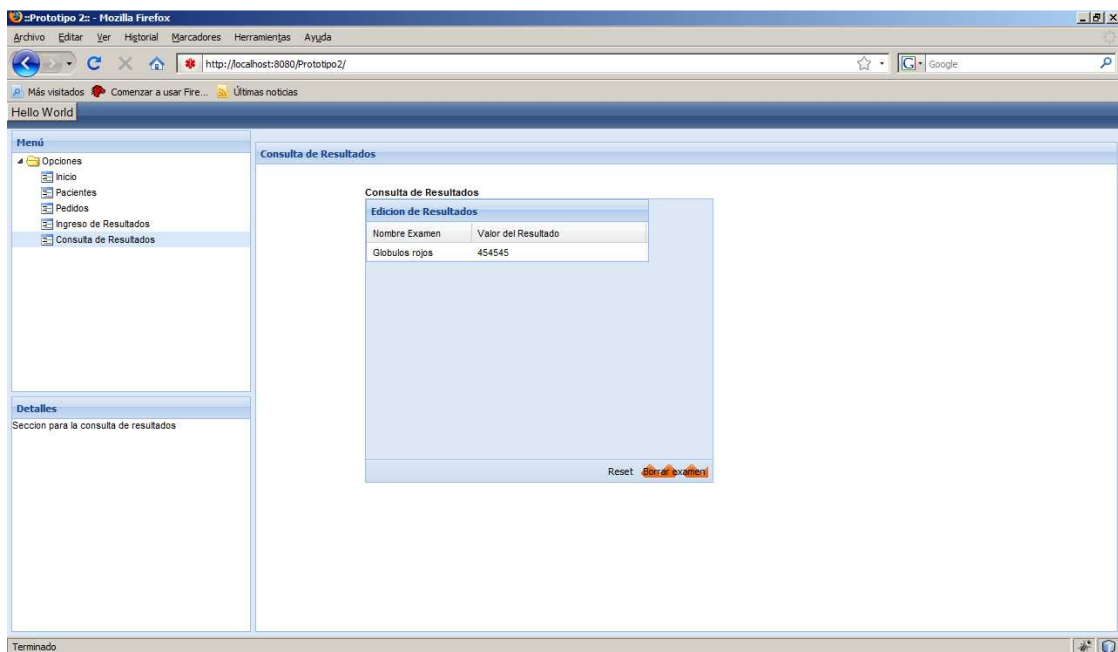 ::Prototipo 2:: - Mozilla Firefox
Archivo Editar Ver Historial Marcadores Herramientas Ayuda
http://localhost:8080/Prototipo2/
G Google
Más visitados Comenzar a usar Fire... Últimas noticias
Hello World
Menú
Opciones
Inicio
Pacientes
Pedidos
Ingreso de Resultados
Consulta de Resultados
Detalles
Seccion para la consulta de resultados
Consulta de Resultados
Consulta de Resultados
Edicion de Resultados
Nombre Examen Valor del Resultado
Globulos rojos 454545
Reset Borrar examen
Terminado